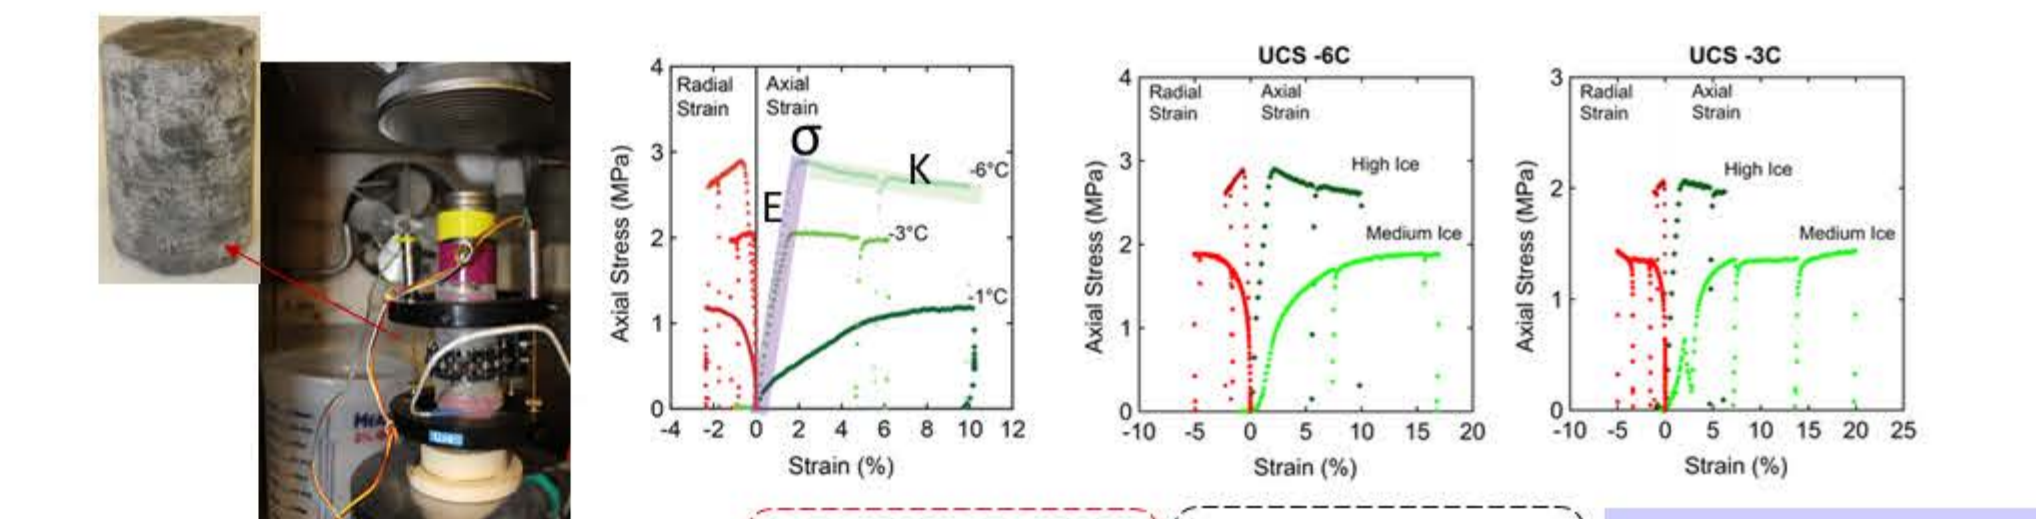 4
3
2
1
0
-4
-2
0
2
4
6
8
10
12
Axial Stress (MPa)
Strain (%)
Radial
Strain
Axial
Strain
σ
E
K
-6°C
-3°C
-1°C
UCS -6C
4
3
2
1
0
-10
-5
0
5
10
15
20
Axial Stress (MPa)
Strain (%)
Radial
Strain
Axial
Strain
High Ice
Medium Ice
UCS -3C
3
2
1
0
-10
-5
0
5
10
15
20
25
Axial Stress (MPa)
Strain (%)
Radial
Strain
Axial
Strain
High Ice
Medium Ice